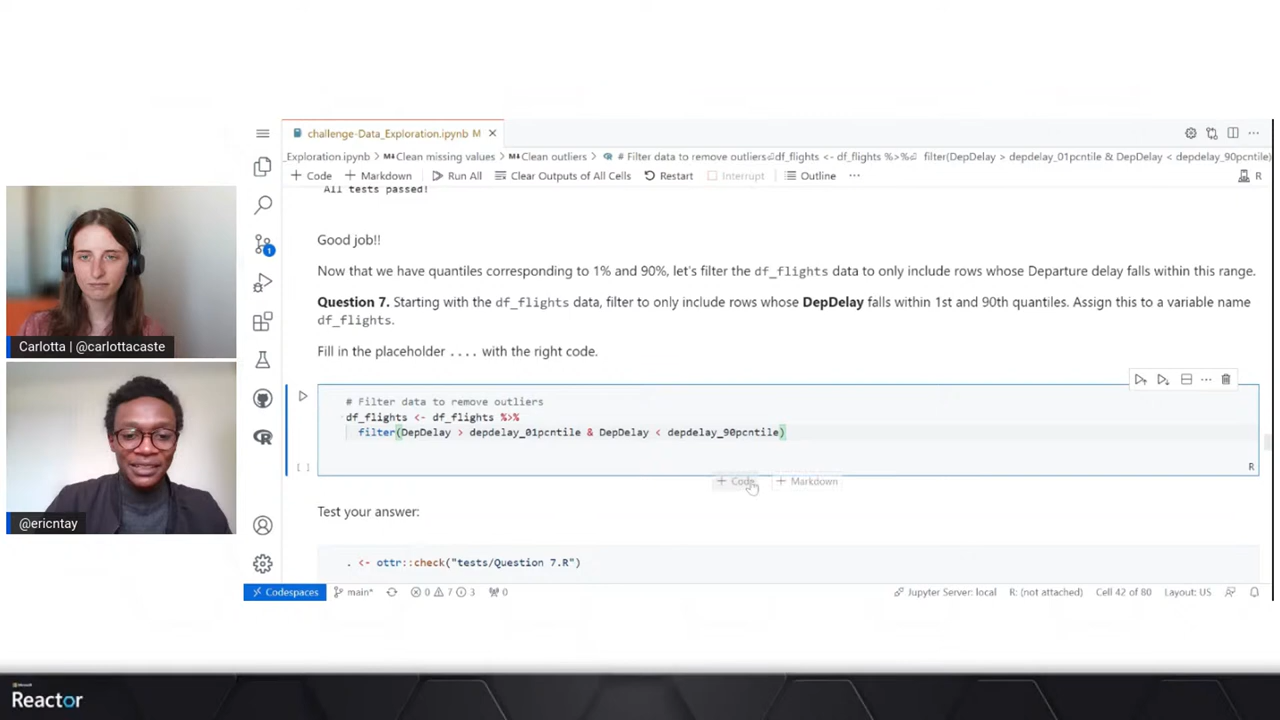 challenge-Data_Exploration.ipynb M
_Exploration.ipynb > M↓Clean missing values > M↓Clean outliers > # Filter data to remove outliers⏎df_flights <- df_flights %>%⏎ filter(DepDelay > depdelay_01pcntile & DepDelay < depdelay_90pcntile)
+ Code + Markdown Run All Clear Outputs of All Cells Restart Interrupt Outline ... R
All tests passed!
Good job!!
Now that we have quantiles corresponding to 1% and 90%, let's filter the df_flights data to only include rows whose Departure delay falls within this range.
Question 7. Starting with the df_flights data, filter to only include rows whose DepDelay falls within 1st and 90th quantiles. Assign this to a variable name
df_flights.
Fill in the placeholder .... with the right code.
# Filter data to remove outliers
df_flights <- df_flights %>%
filter(DepDelay > depdelay_01pcntile & DepDelay < depdelay_90pcntile)
[ ]
R
+ Code + Markdown
Test your answer:
. <- ottr::check("tests/Question 7.R")
1
Codespaces main* 0 7 3 0 Jupyter Server: local R: (not attached) Cell 42 of 80 Layout: US
Carlotta | @carlottacaste
@ericntay
Microsoft
Reactor